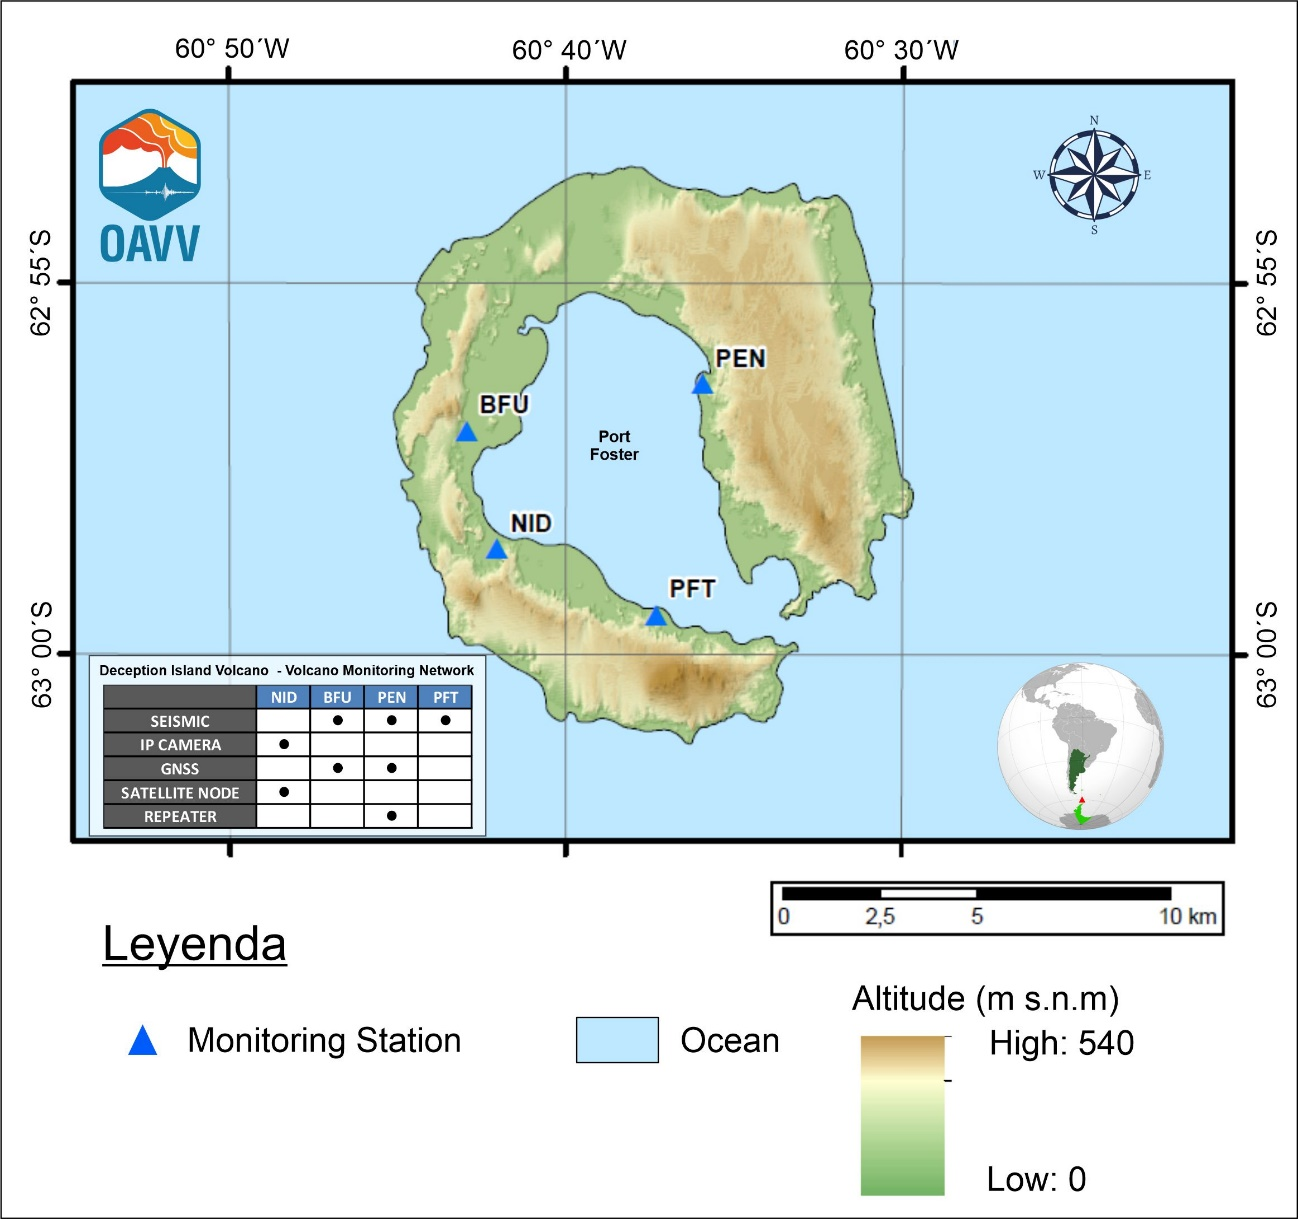 60° 50´W 60° 40´W 60° 30´W
N
W E
S
OAVV
62° 55´S 62° 55´S
PEN
BFU
Port
Foster
NID
PFT
63° 00´S 63° 00´S
Deception Island Volcano - Volcano Monitoring Network
NID BFU PEN PFT
SEISMIC ● ● ●
IP CAMERA ●
GNSS ● ●
SATELLITE NODE ●
REPEATER ●
0 2,5 5 10 km
Leyenda
Monitoring Station
Ocean
Altitude (m s.n.m)
High: 540
Low: 0